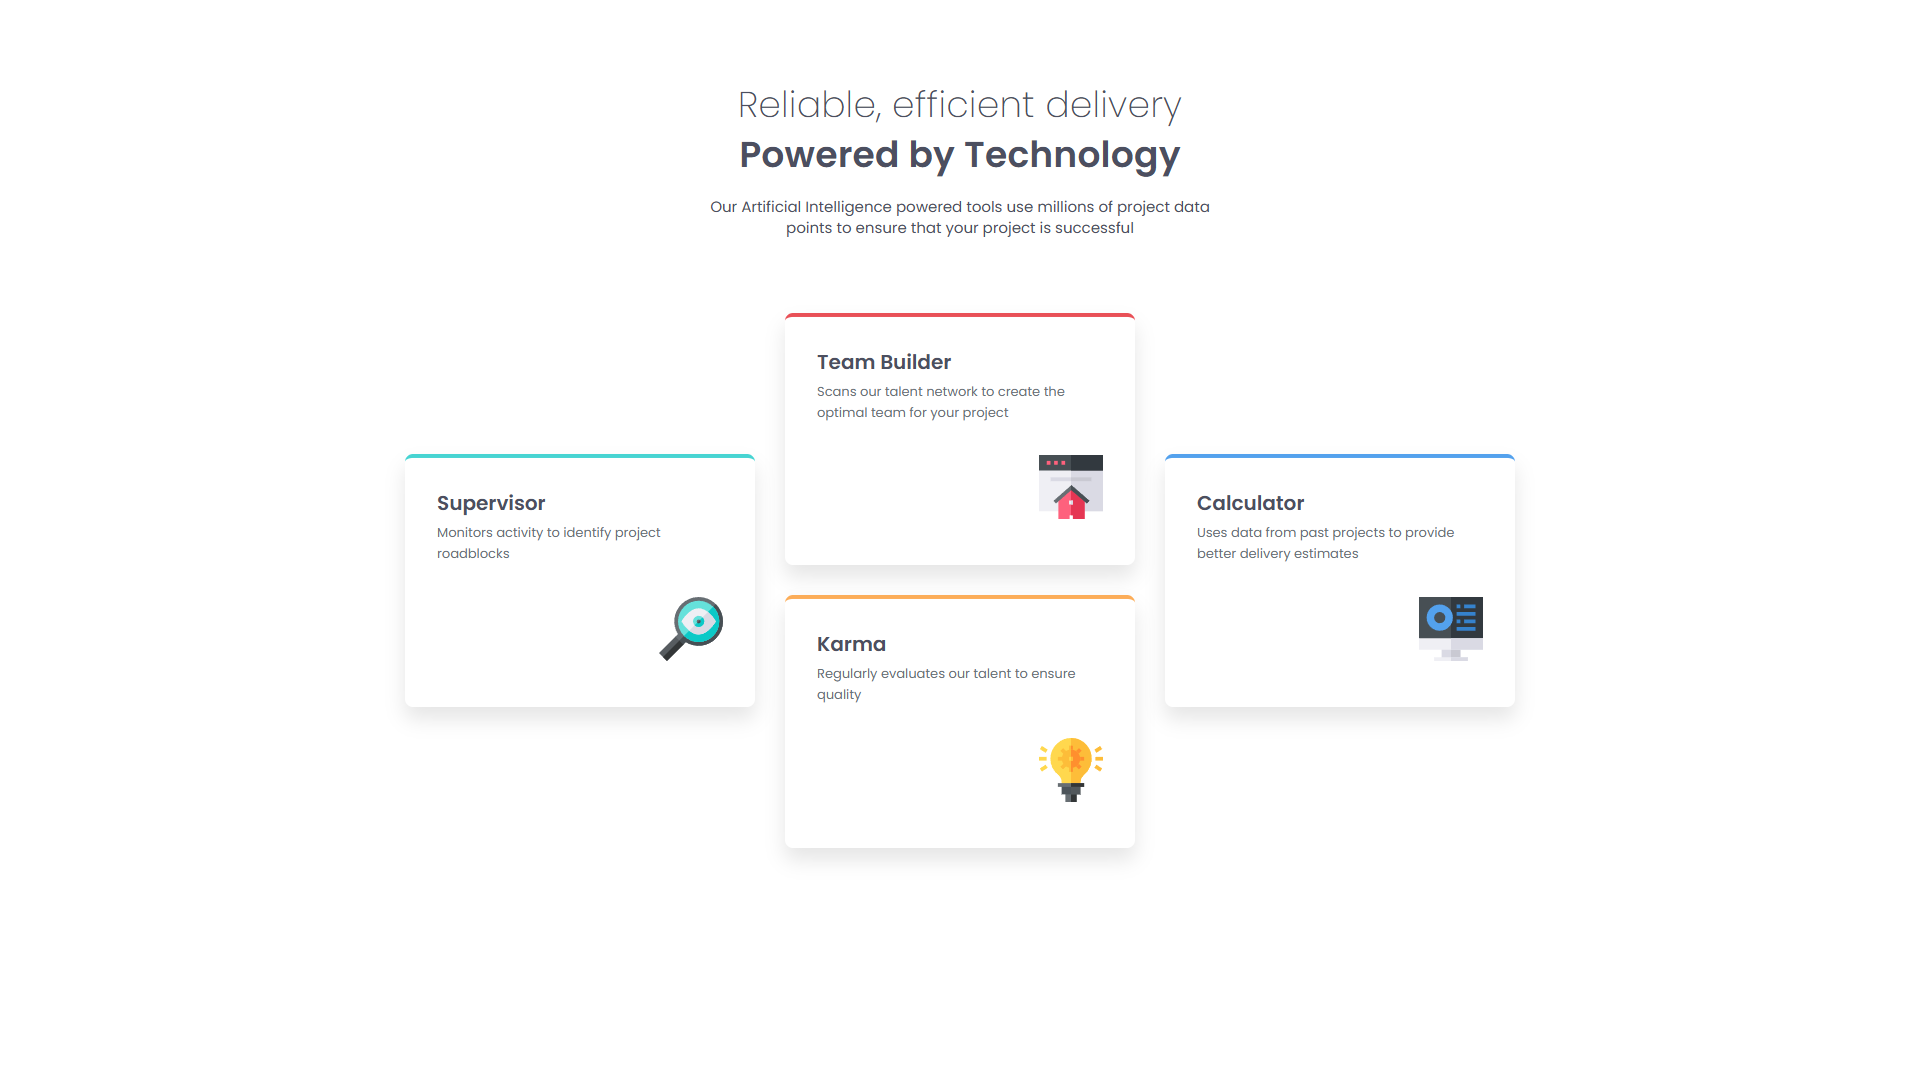 Reliable, efficient delivery
Powered by Technology
Our Artificial Intelligence powered tools use millions of project data
points to ensure that your project is successful
Supervisor
Monitors activity to identify project
roadblocks
Team Builder
Scans our talent network to create the
optimal team for your project
Karma
Regularly evaluates our talent to ensure
quality
Calculator
Uses data from past projects to provide
better delivery estimates